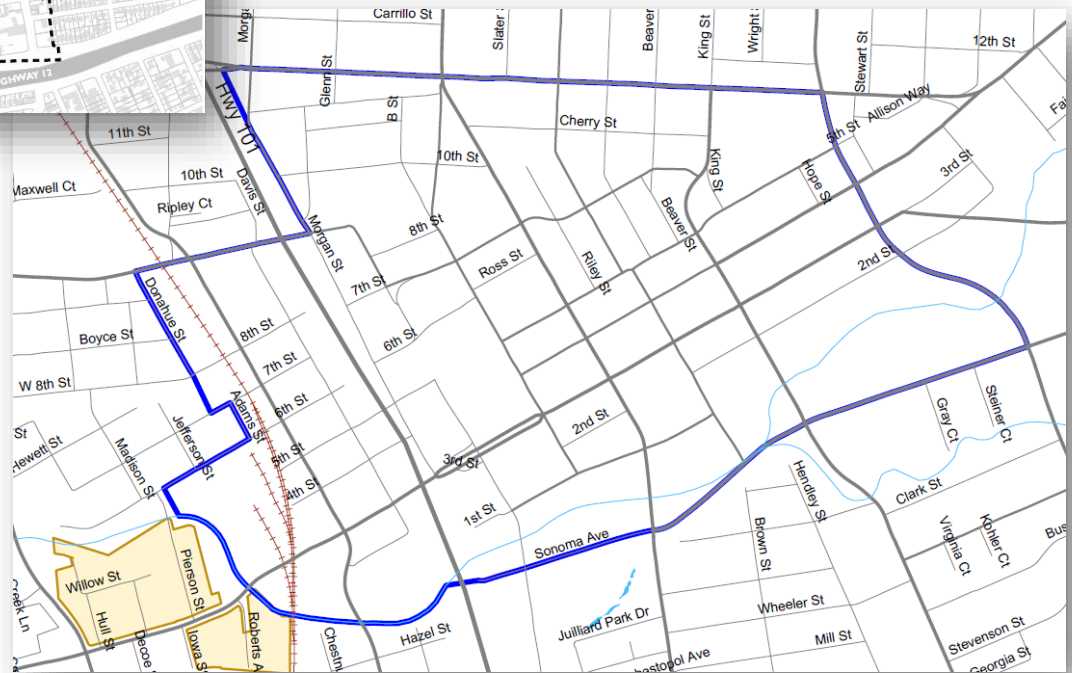 GHWAY 12
Carrillo St
Slater
Beaver
King St
Wright
Stewart St
12th St
Glenn St
B St
Hwy 101
11th St
Cherry St
5th St
Allison Way
10th St
10th St
King St
Hope St
3rd St
Maxwell Ct
Ripley Ct
Davis St
Morgan St
8th St
Beaver St
Ross St
Riley St
2nd St
7th St
Donahue St
Boyce St
8th St
6th St
7th St
W 8th St
Adams St
6th St
St
Hewett St
Jefferson St
Madison St
5th St
4th St
3rd St
2nd St
Gray Ct
Steiner Ct
1st St
Hendley St
Clark St
Sonoma Ave
Brown St
Virginia Ct
Kohler Ct
Willow St
Pierson St
Hull St
Iowa S
Roberts A
Creek Ln
Hazel St
Juilliard Park Dr
Wheeler St
Mill St
Stevenson St
Georgia St